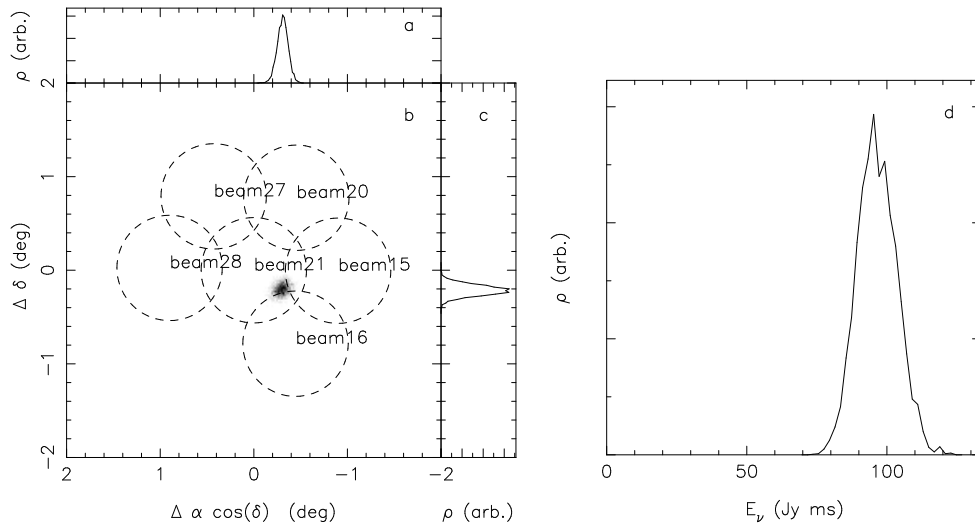 ρ (arb.)
a
2
b
c
d
1
0
−1
−2
Δ δ (deg)
beam27
beam20
beam28
beam21
beam15
beam16
ρ (arb.)
2
1
0
−1
−2
0
50
100
Δ α cos(δ) (deg)
ρ (arb.)
E_ν (Jy ms)